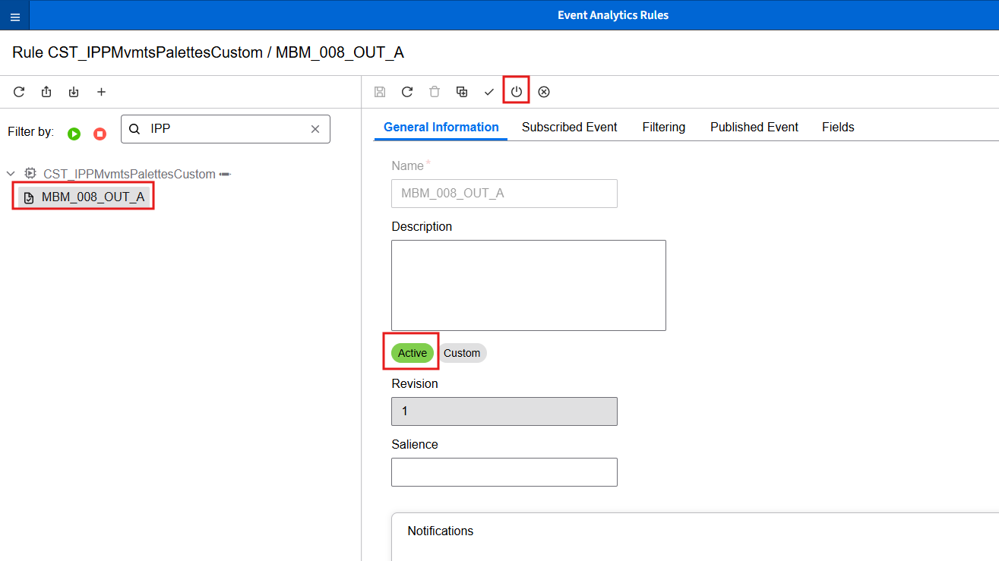 Event Analytics Rules
Rule CST_IPPMvmtsPalettesCustom / MBM_008_OUT_A
Filter by:
IPP
CST_IPPMvmtsPalettesCustom
MBM_008_OUT_A
General Information
Subscribed Event
Filtering
Published Event
Fields
Name*
MBM_008_OUT_A
Description
Active
Custom
Revision
1
Salience
Notifications